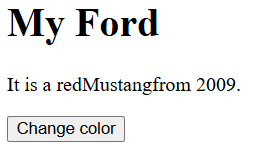 My Ford
It is a redMustangfrom 2009.
Change color